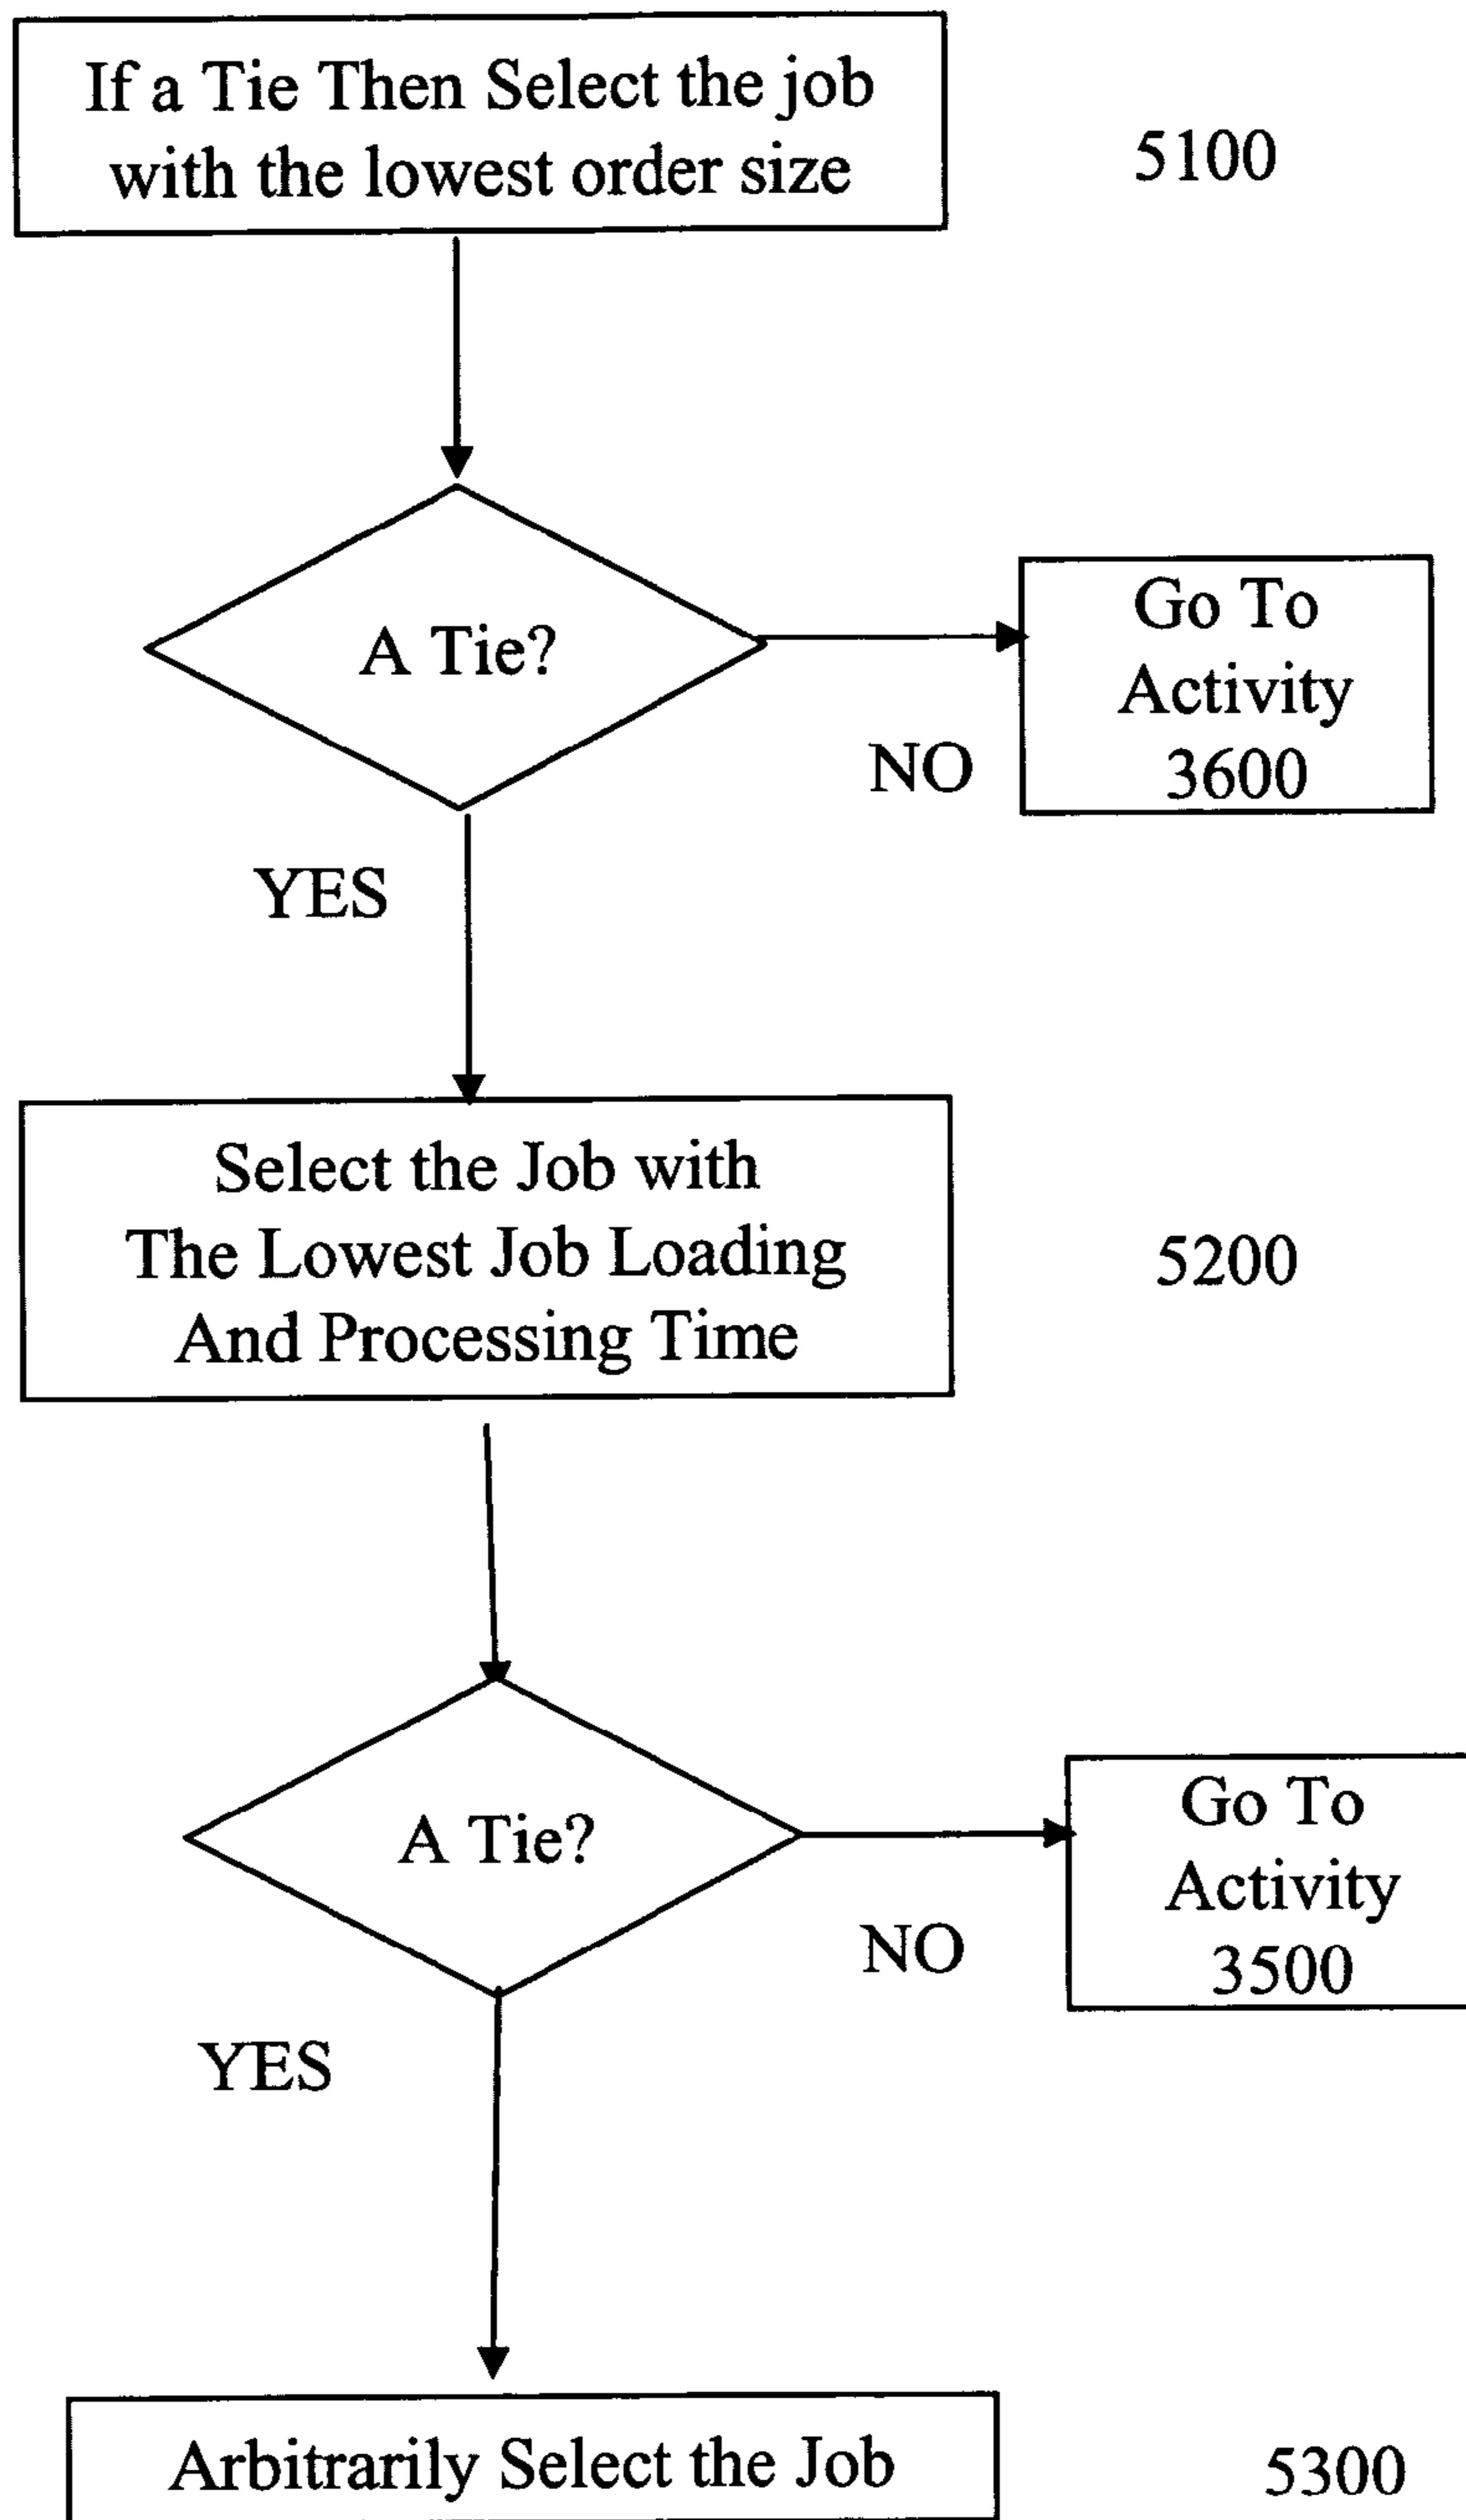 If a Tie Then Select the job
with the lowest order size
5100
A Tie?
Go To
Activity
3600
NO
YES
Select the Job with
The Lowest Job Loading
And Processing Time
5200
A Tie?
Go To
Activity
3500
NO
YES
Arbitrarily Select the Job
5300